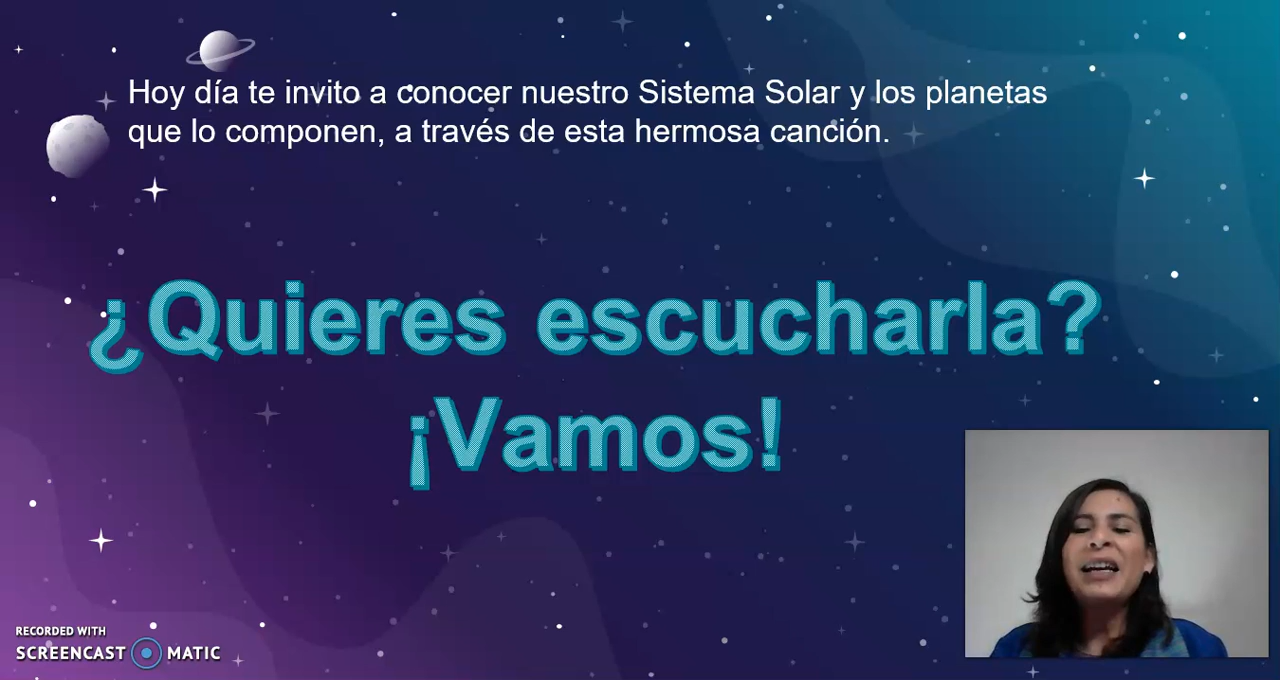 Hoy día te invito a conocer nuestro Sistema Solar y los planetas
que lo componen, a través de esta hermosa canción.
¿Quieres escucharla?
¡Vamos!
RECORDED WITH
SCREENCAST MATIC